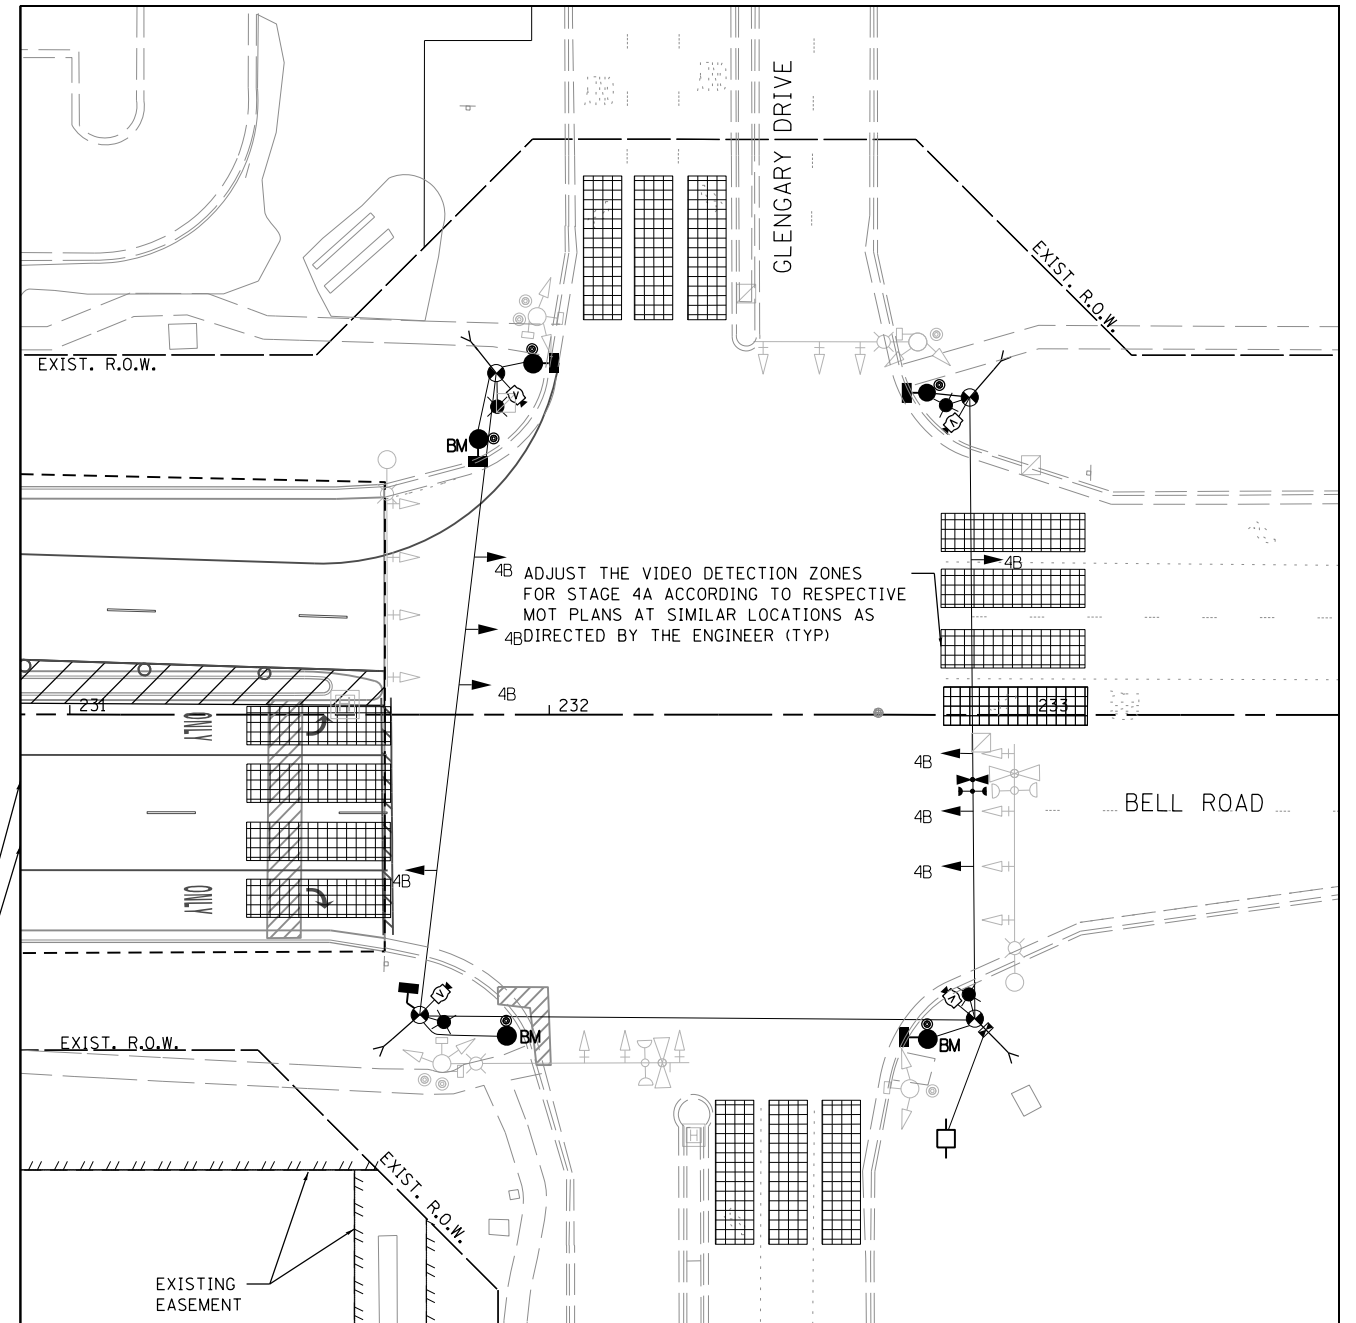 GLENGARY DRIVE
EXIST. R.O.W.
EXIST. R.O.W.
BM
4B
4B
ADJUST THE VIDEO DETECTION ZONES
FOR STAGE 4A ACCORDING TO RESPECTIVE
MOT PLANS AT SIMILAR LOCATIONS AS
DIRECTED BY THE ENGINEER (TYP)
4B
4B
231
232
233
ONLY
4B
BELL ROAD
4B
4B
4B
ONLY
BM
BM
EXIST. R.O.W.
EXIST. R.O.W.
H
EXISTING
EASEMENT